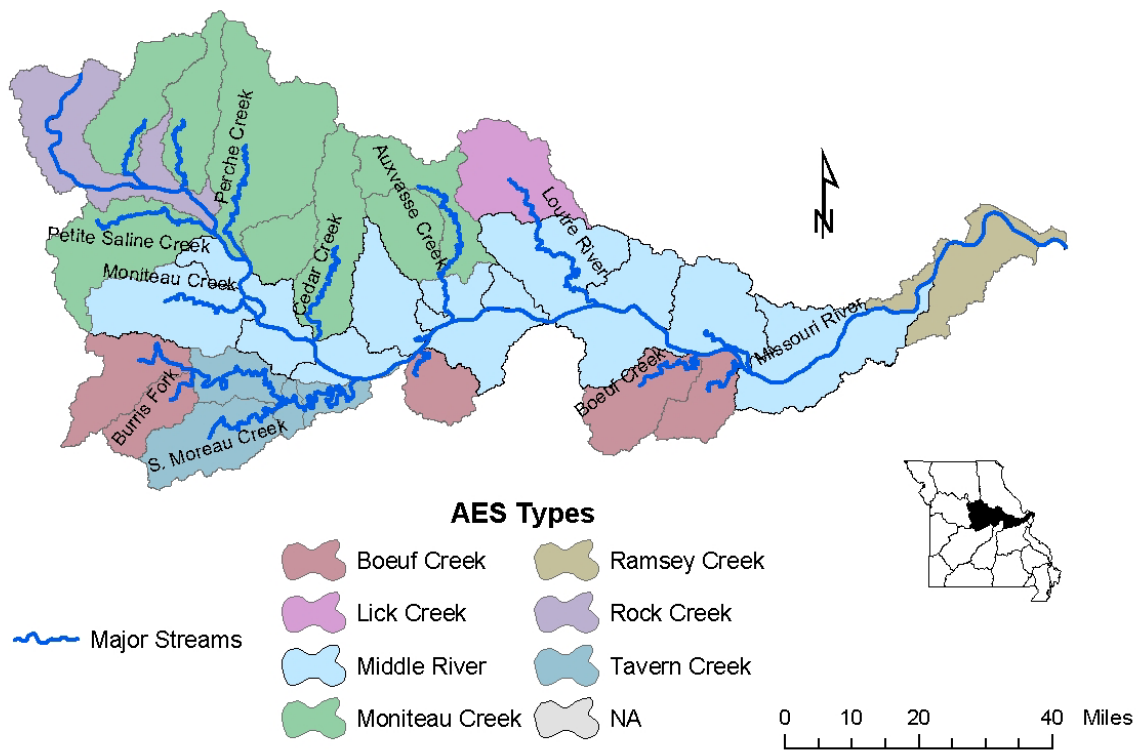 Perche Creek
Auxvasse Creek
Loutre River
Petite Saline Creek
Moniteau Creek
Cedar Creek
N
Missouri River
Boeuf Creek
Burris Fork
S. Moreau Creek
AES Types
Boeuf Creek
Ramsey Creek
Lick Creek
Rock Creek
Major Streams
Middle River
Tavern Creek
Moniteau Creek
NA
0 10 20 40 Miles